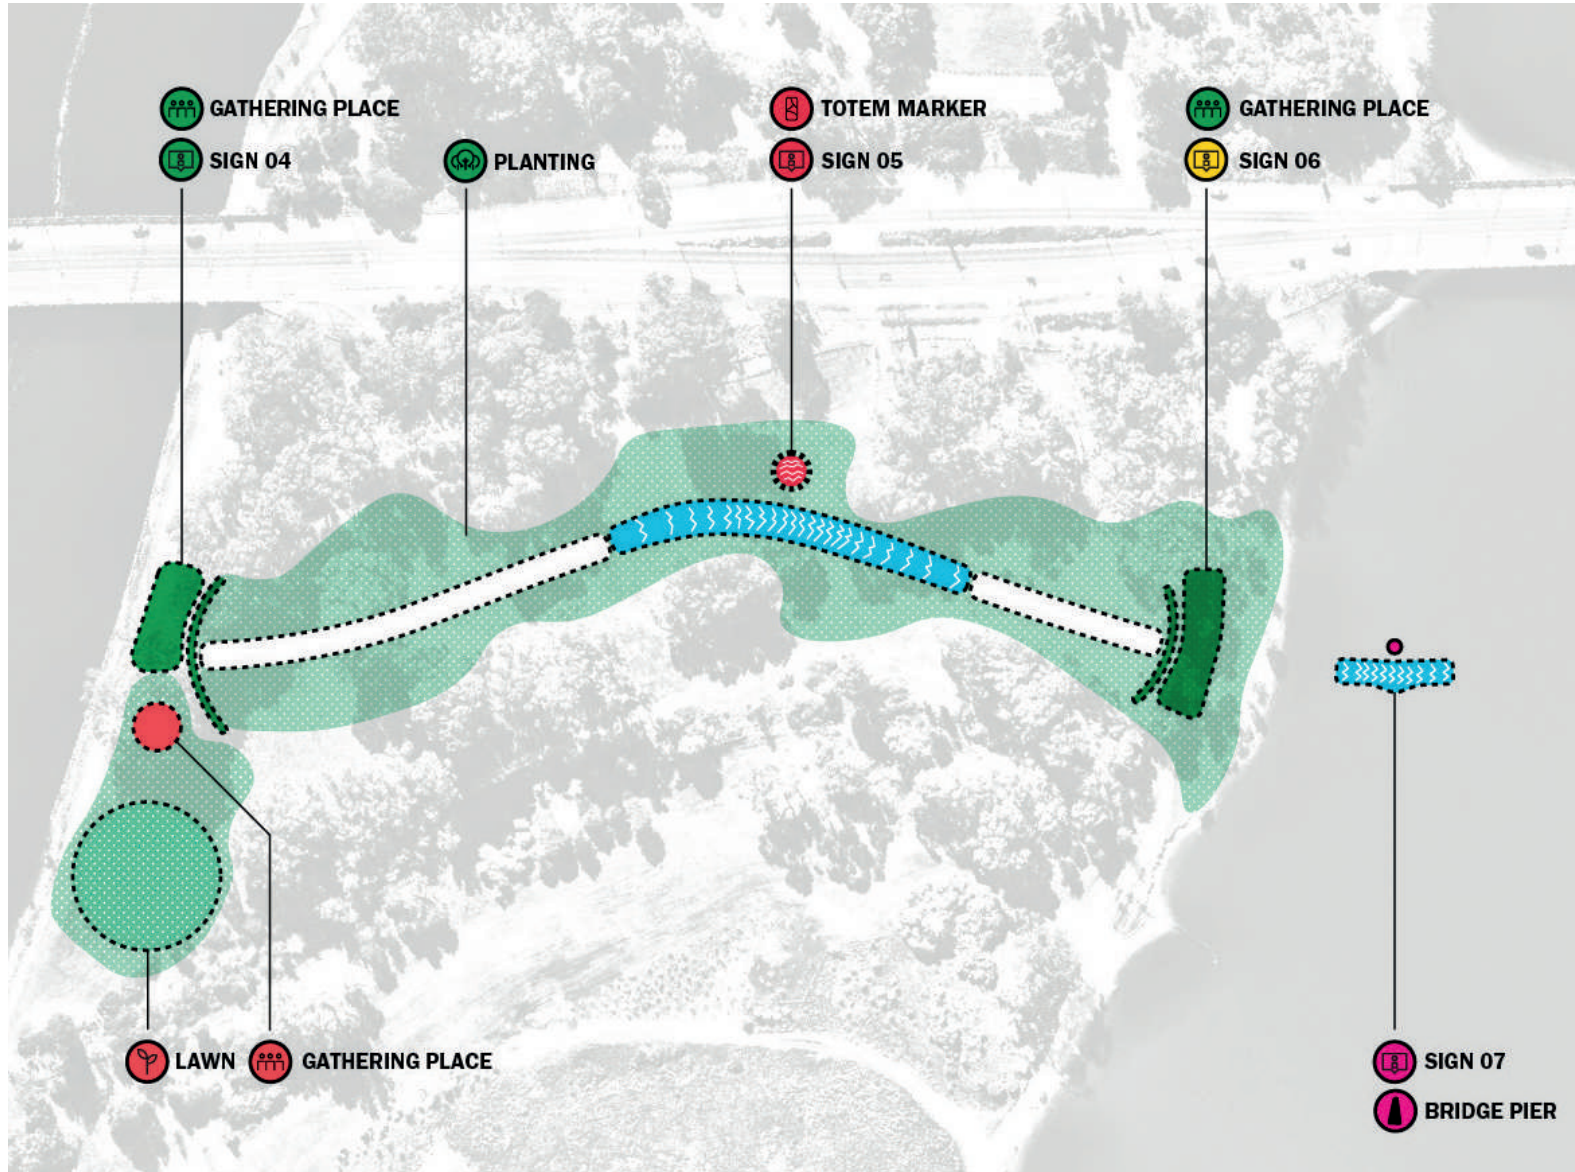 GATHERING PLACE
SIGN 04
PLANTING
TOTEM MARKER
SIGN 05
GATHERING PLACE
SIGN 06
LAWN
GATHERING PLACE
SIGN 07
BRIDGE PIER